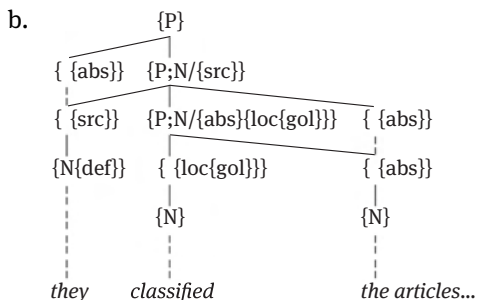 b. {P}
{ {abs}} {P;N/{src}}
{ {src}} {P;N/{abs}{loc{gol}}} { {abs}}
{N{def}} { {loc{gol}}} { {abs}}
{N} {N}
they classified the articles...